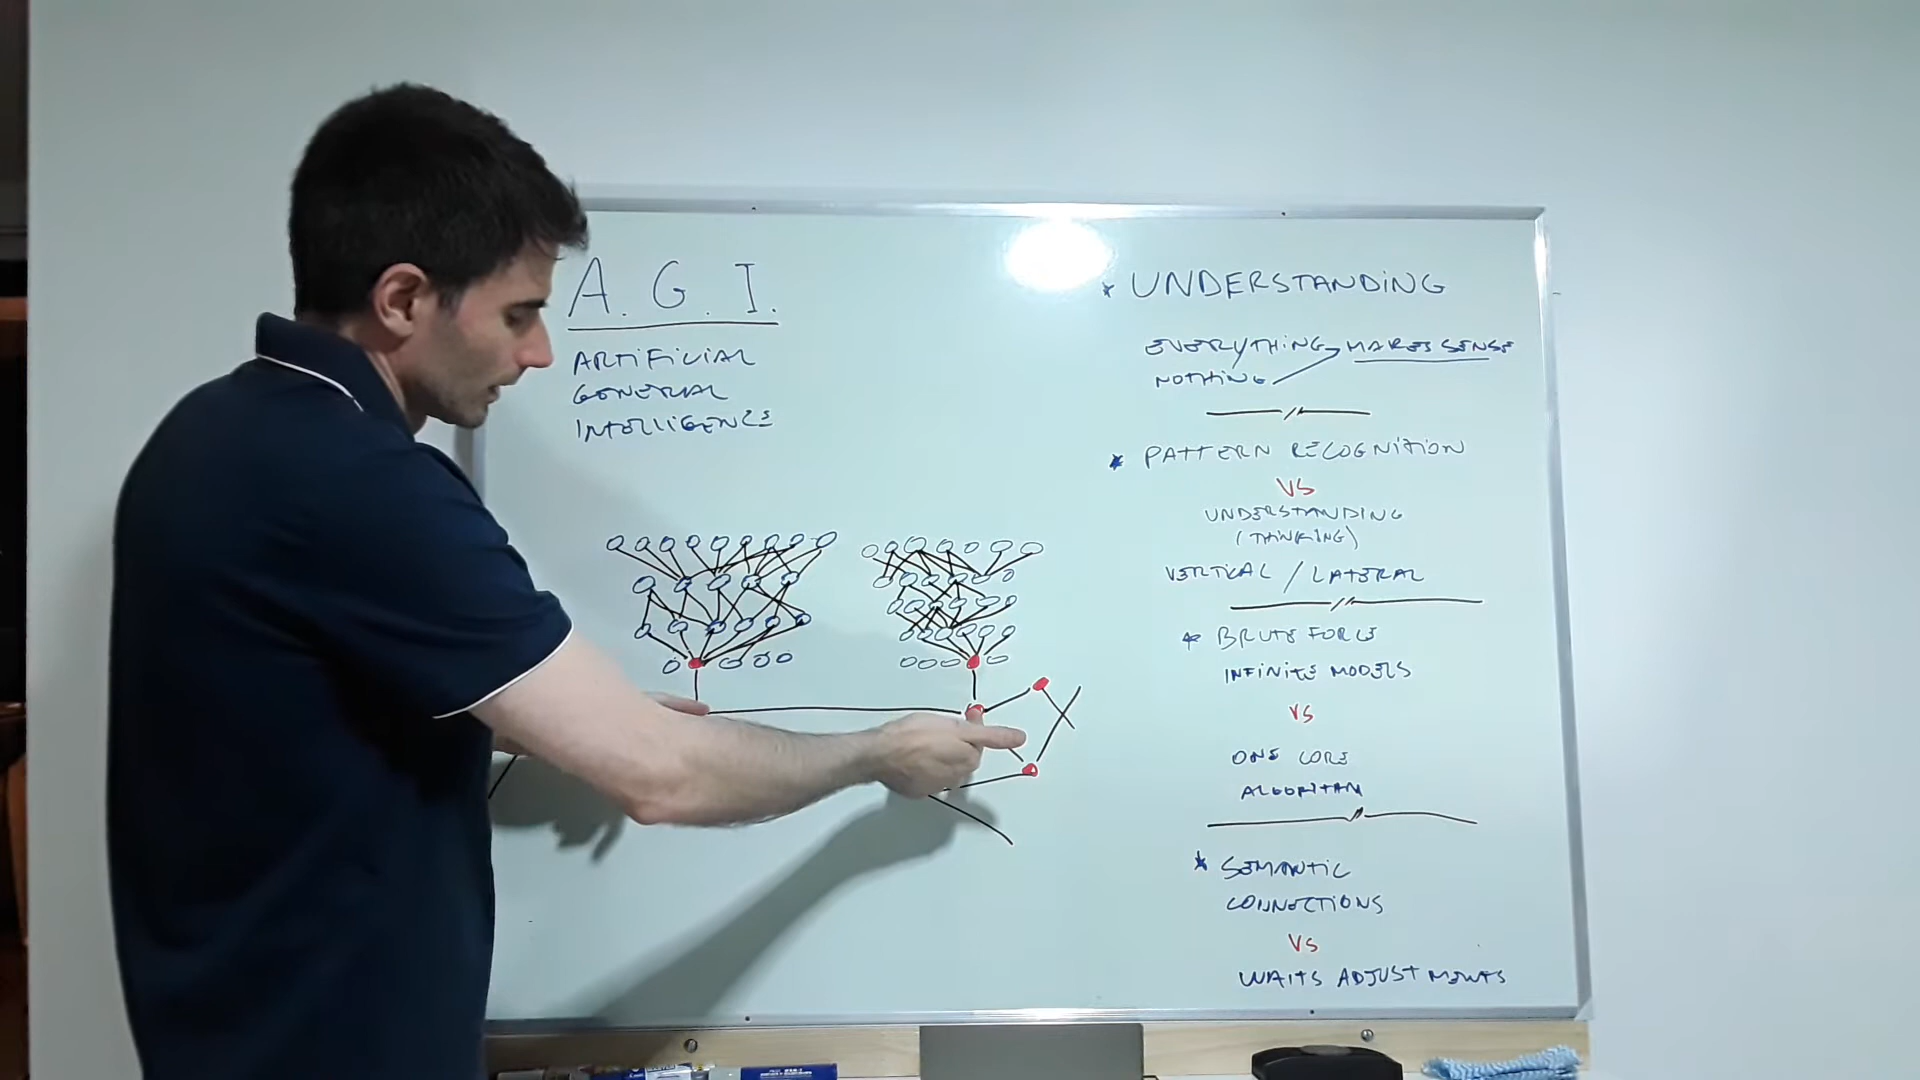 A. G. I.
ARTIFICIAL
GENERAL
INTELLIGENCE
* UNDERSTANDING
EVERYTHING MAKES SENSE
NOTHING
* PATTERN RECOGNITION
VS
UNDERSTANDING
(THINKING)
VERTICAL / LATERAL
* BRUTE FORCE
INFINITE MODELS
VS
ONE CORE
ALGORITHM
* SEMANTIC
CONNECTIONS
VS
WAITS ADJUSTMENTS